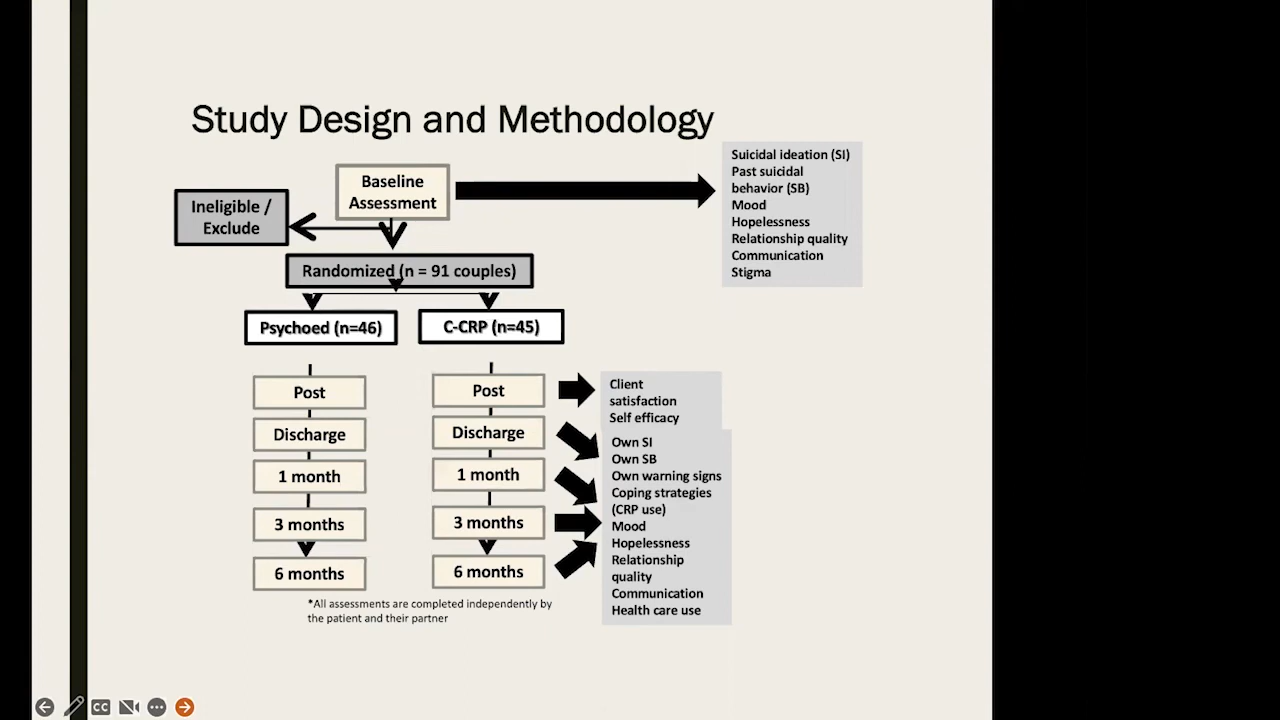 Study Design and Methodology
Baseline
Assessment
Suicidal ideation (SI)
Past suicidal
behavior (SB)
Mood
Hopelessness
Relationship quality
Communication
Stigma
Ineligible /
Exclude
Randomized (n = 91 couples)
Psychoed (n=46)
C-CRP (n=45)
Post
Discharge
1 month
3 months
6 months
Post
Discharge
1 month
3 months
6 months
Client
satisfaction
Self efficacy
Own SI
Own SB
Own warning signs
Coping strategies
(CRP use)
Mood
Hopelessness
Relationship
quality
Communication
Health care use
*All assessments are completed independently by
the patient and their partner
CC